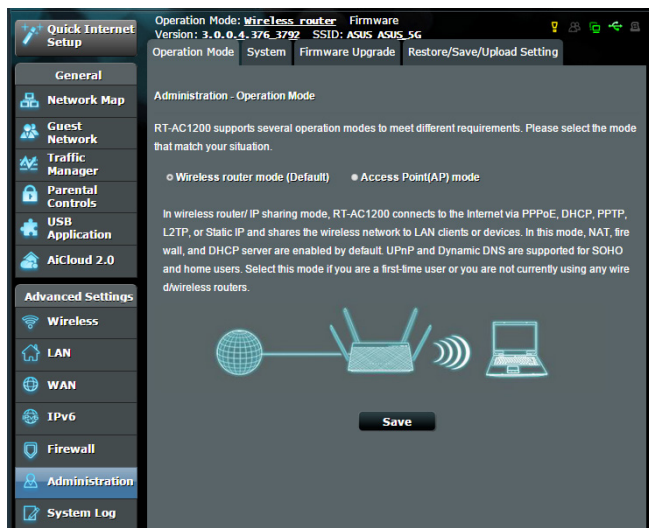 Quick Internet
Setup
Operation Mode: Wireless router Firmware
Version: 3.0.0.4.376_3792 SSID: ASUS ASUS_5G
Operation Mode System Firmware Upgrade Restore/Save/Upload Setting
General
Network Map
Guest
Network
Traffic
Manager
Parental
Controls
USB
Application
AiCloud 2.0
Advanced Settings
Wireless
LAN
WAN
IPv6
Firewall
Administration
System Log
Administration - Operation Mode
RT-AC1200 supports several operation modes to meet different requirements. Please select the mode
that match your situation.
Wireless router mode (Default) Access Point(AP) mode
In wireless router/ IP sharing mode, RT-AC1200 connects to the Internet via PPPoE, DHCP, PPTP,
L2TP, or Static IP and shares the wireless network to LAN clients or devices. In this mode, NAT, fire
wall, and DHCP server are enabled by default. UPnP and Dynamic DNS are supported for SOHO
and home users. Select this mode if you are a first-time user or you are not currently using any wire
d/wireless routers.
Save